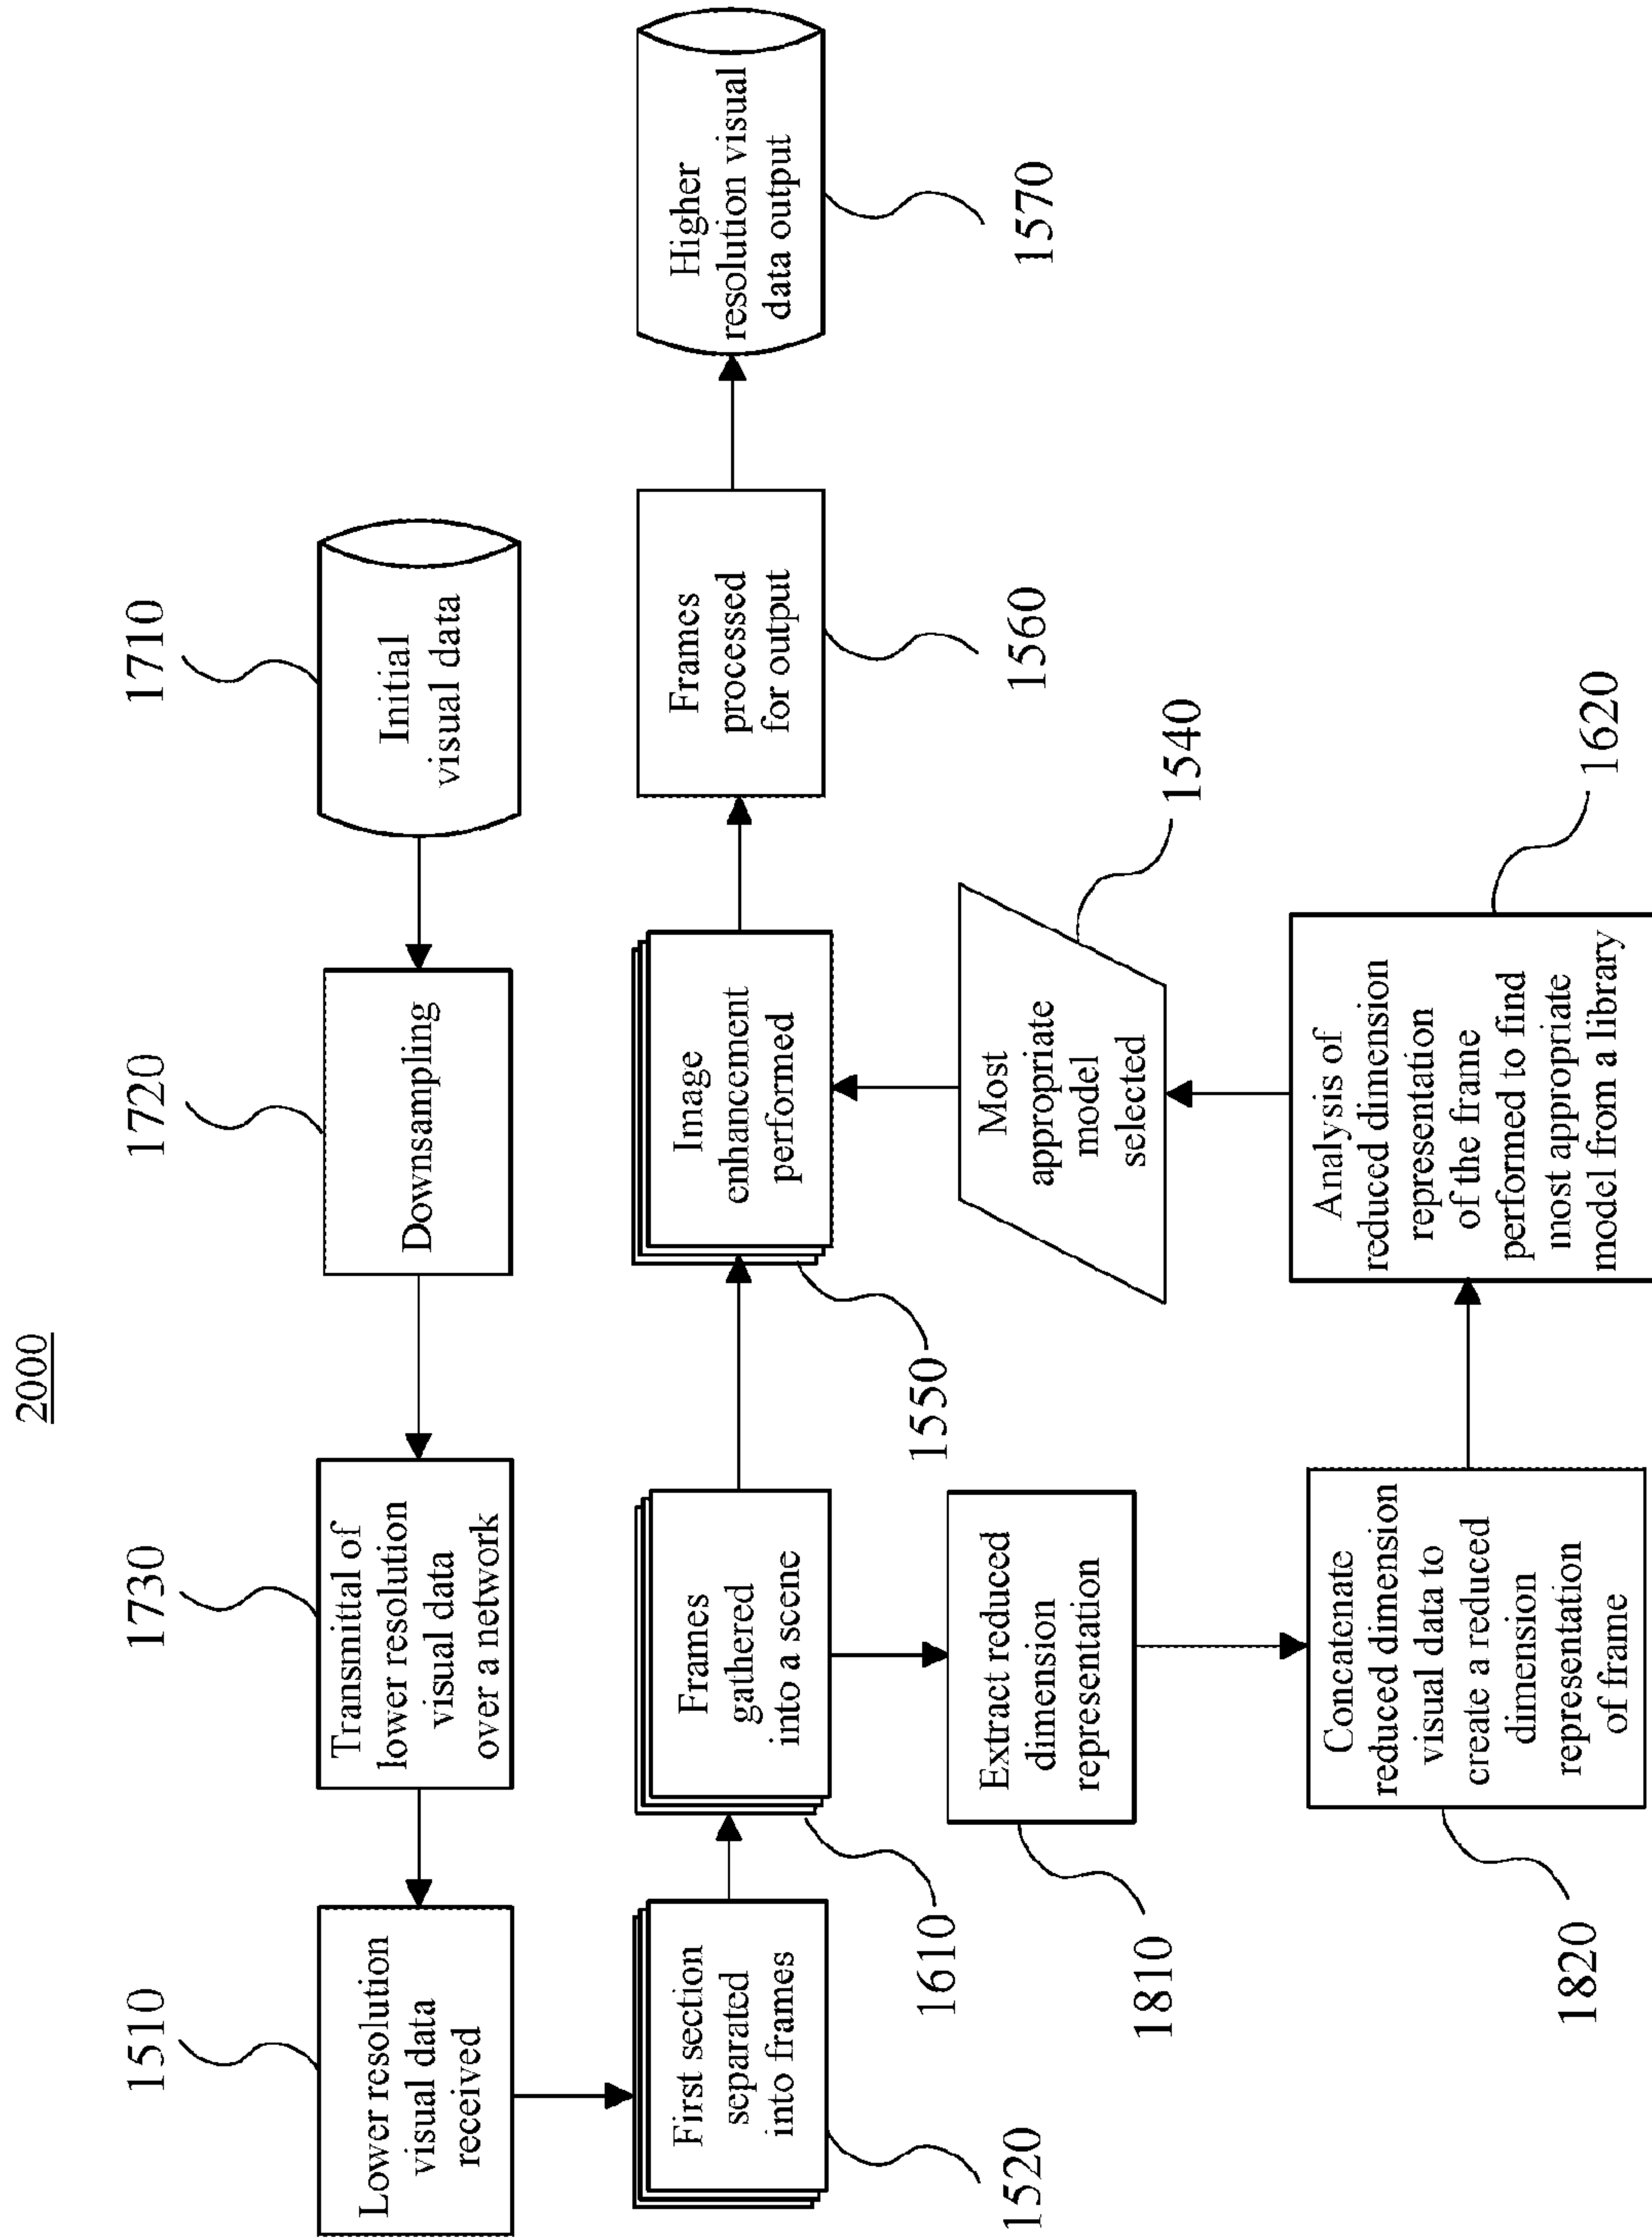 2000
1510
1730
1720
1710
Lower resolution
visual data
received
Transmittal of
lower resolution
visual data
over a network
Downsampling
Initial
visual data
First section
separated
into frames
Frames
gathered
into a scene
Image
enhancement
performed
Frames
processed
for output
Higher
resolution visual
data output
1520
1610
1550
1560
1570
Extract reduced
dimension
representation
Most
appropriate
model
selected
1810
1540
Concatenate
reduced dimension
visual data to
create a reduced
dimension
representation
of frame
Analysis of
reduced dimension
representation
of the frame
performed to find
most appropriate
model from a library
1820
1620